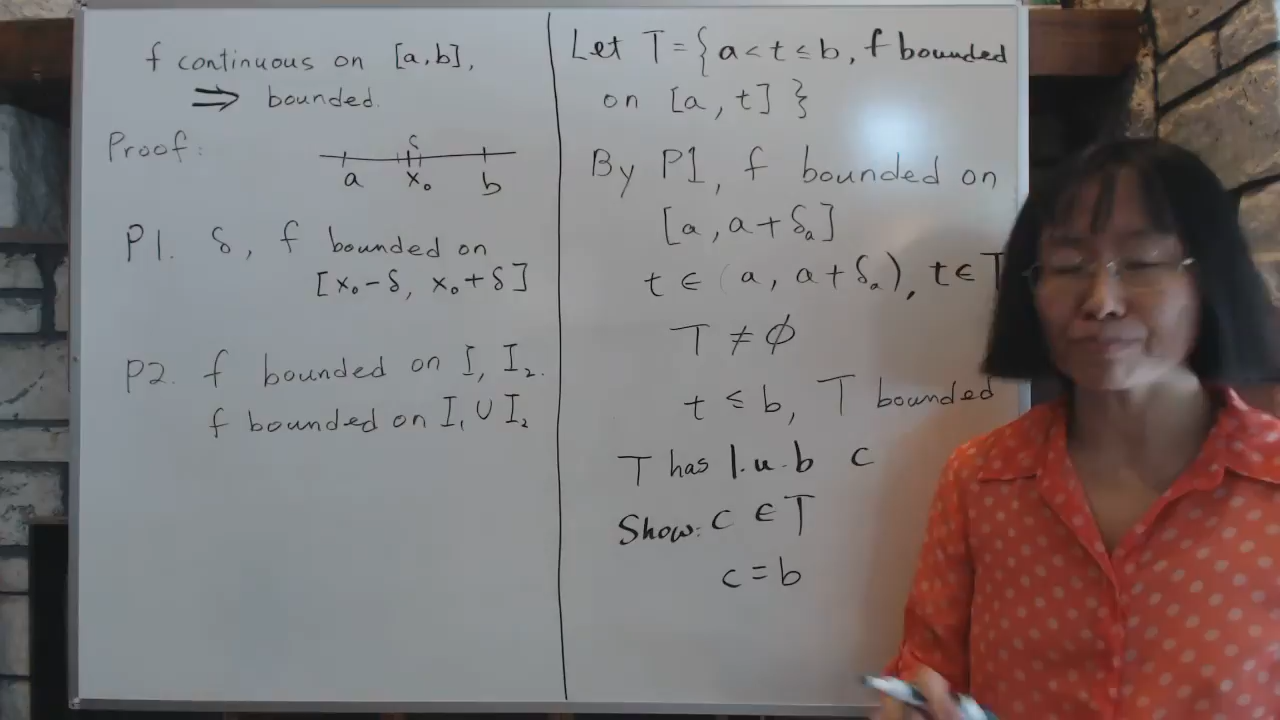 f continuous on [a,b],
⇒ bounded.
Proof:
δ
a x₀ b
P1. δ, f bounded on
[x₀-δ, x₀+δ]
P2. f bounded on I₁ I₂.
f bounded on I₁ ∪ I₂
Let T = { a < t ≤ b, f bounded
on [a, t] }
By P1, f bounded on
[a, a+δₐ]
t ∈ (a, a+δₐ), t ∈ T
T ≠ ϕ
t ≤ b, T bounded
T has l.u.b c
Show: c ∈ T
c = b